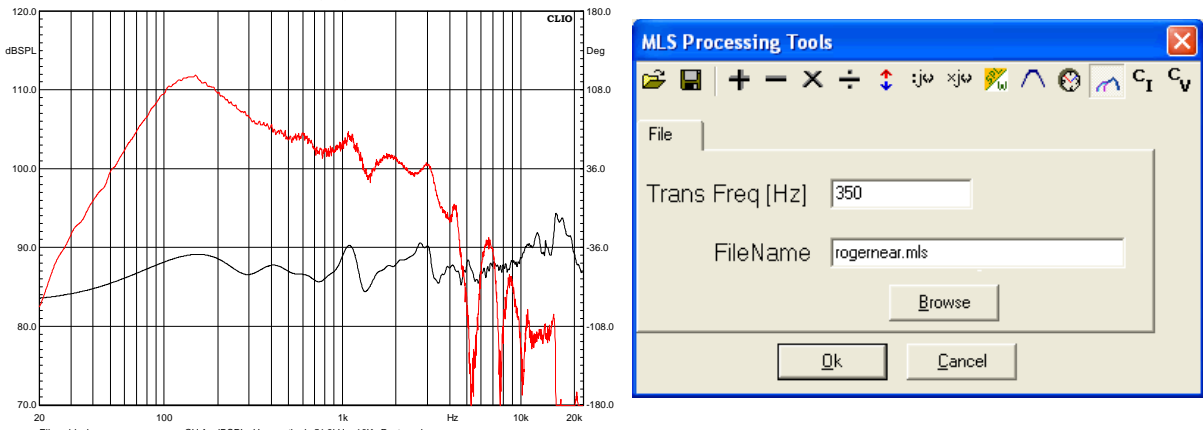 120.0
180.0
CLIO
dBSPL
Deg
110.0
108.0
100.0
36.0
90.0
-36.0
80.0
-108.0
70.0
-180.0
20
100
1k
Hz
10k
20k
MLS Processing Tools
:jω
×jω
C I
C V
File
Trans Freq [Hz]
350
FileName
rogernear.mls
Browse
Ok
Cancel